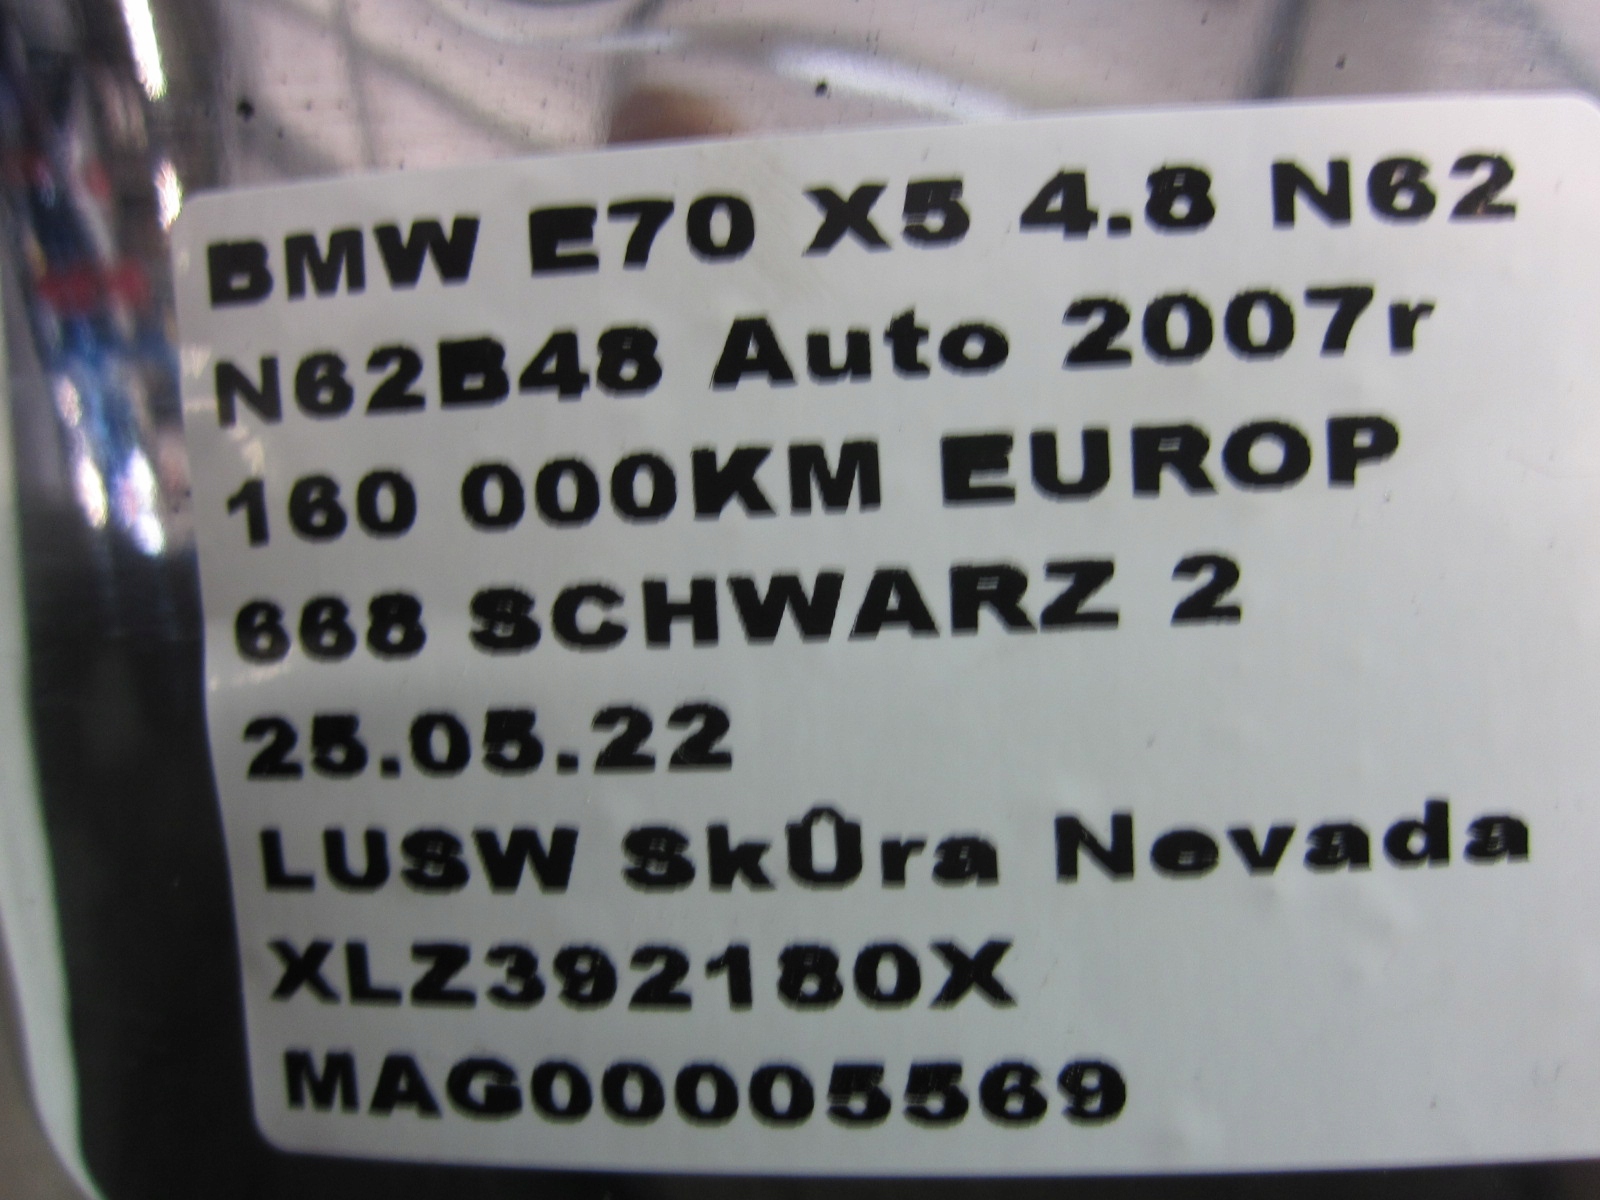 BMW E70 X5 4.8 N62
N62B48 Auto 2007r
160 000KM EUROP
668 SCHWARZ 2
25.05.22
LUSW SkÛra Nevada
XLZ392180X
MAG00005569